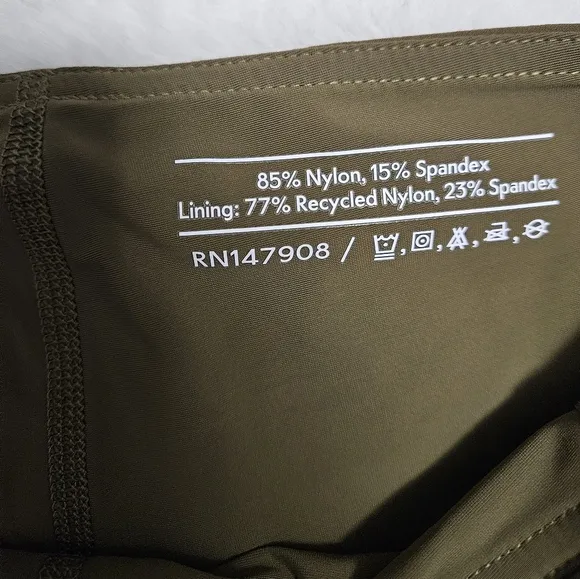 85% Nylon, 15% Spandex
Lining: 77% Recycled Nylon, 23% Spandex
RN147908 /